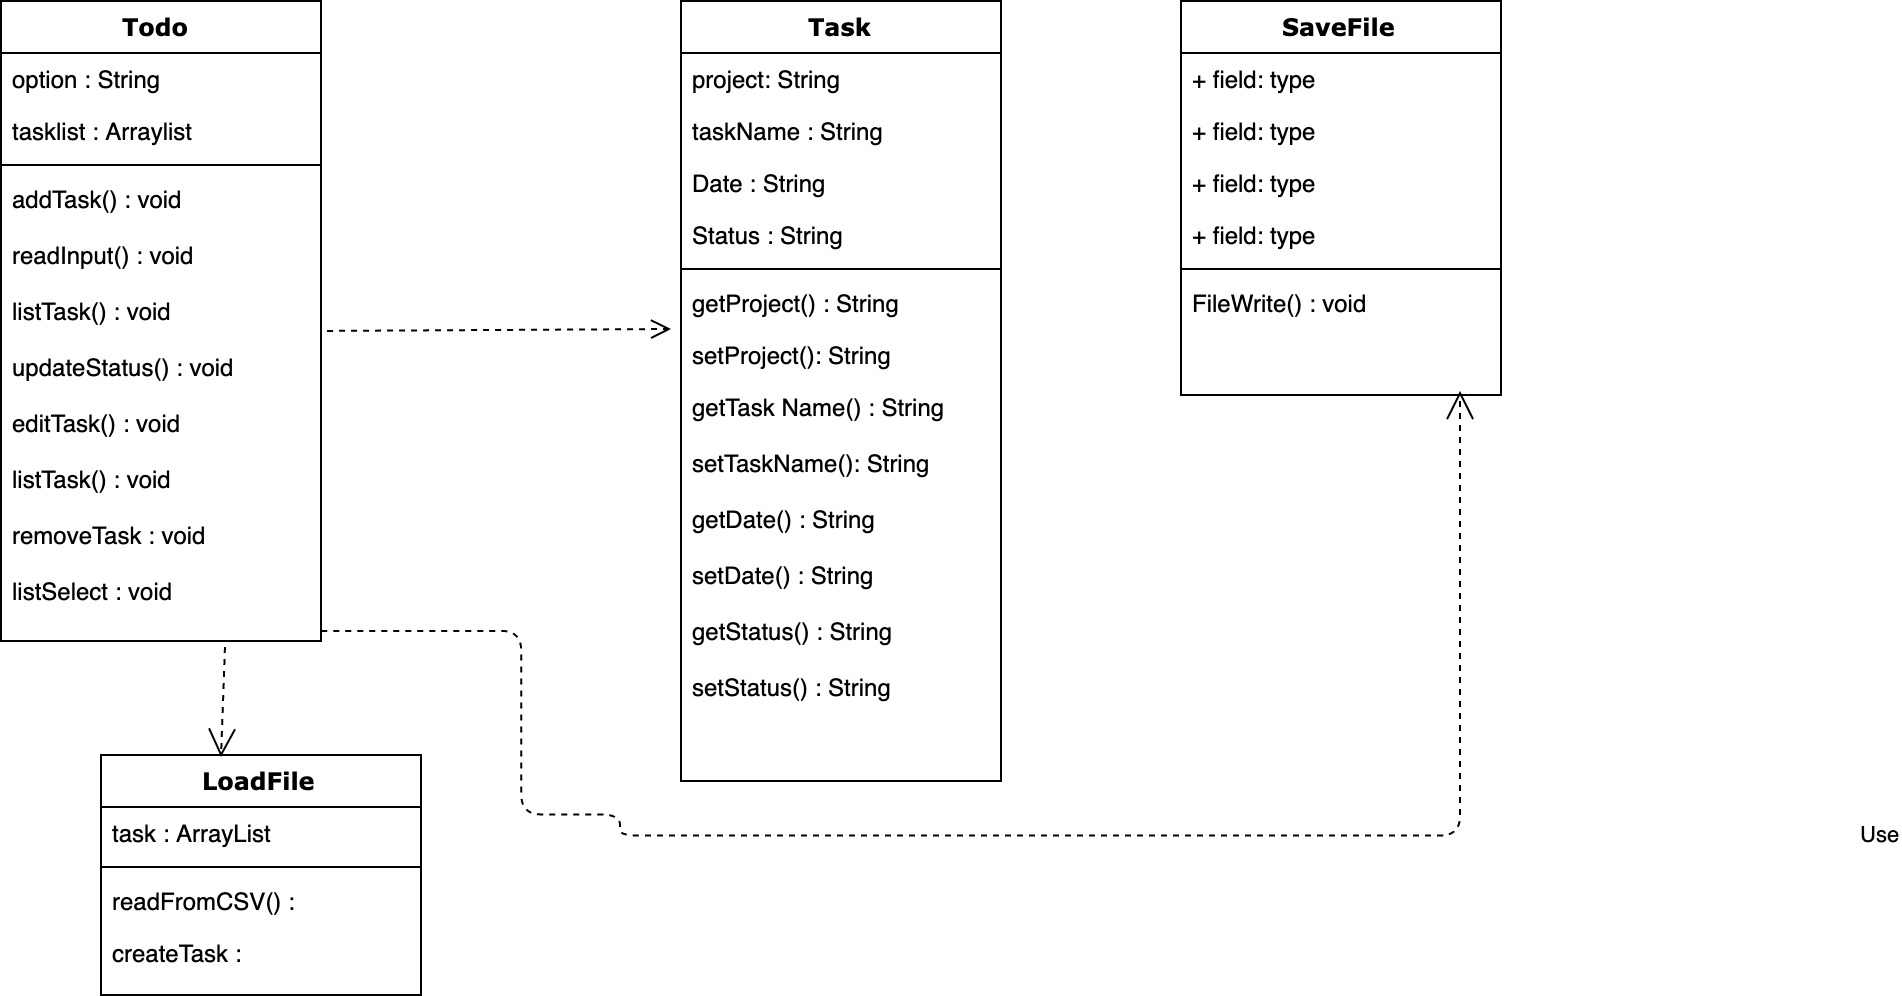 Todo
option : String
tasklist : Arraylist
addTask() : void
readInput() : void
listTask() : void
updateStatus() : void
editTask() : void
listTask() : void
removeTask : void
listSelect : void
Task
project: String
taskName : String
Date : String
Status : String
getProject() : String
setProject(): String
getTask Name() : String
setTaskName(): String
getDate() : String
setDate() : String
getStatus() : String
setStatus() : String
SaveFile
+ field: type
+ field: type
+ field: type
+ field: type
FileWrite() : void
LoadFile
task : ArrayList
readFromCSV() :
createTask :
Use